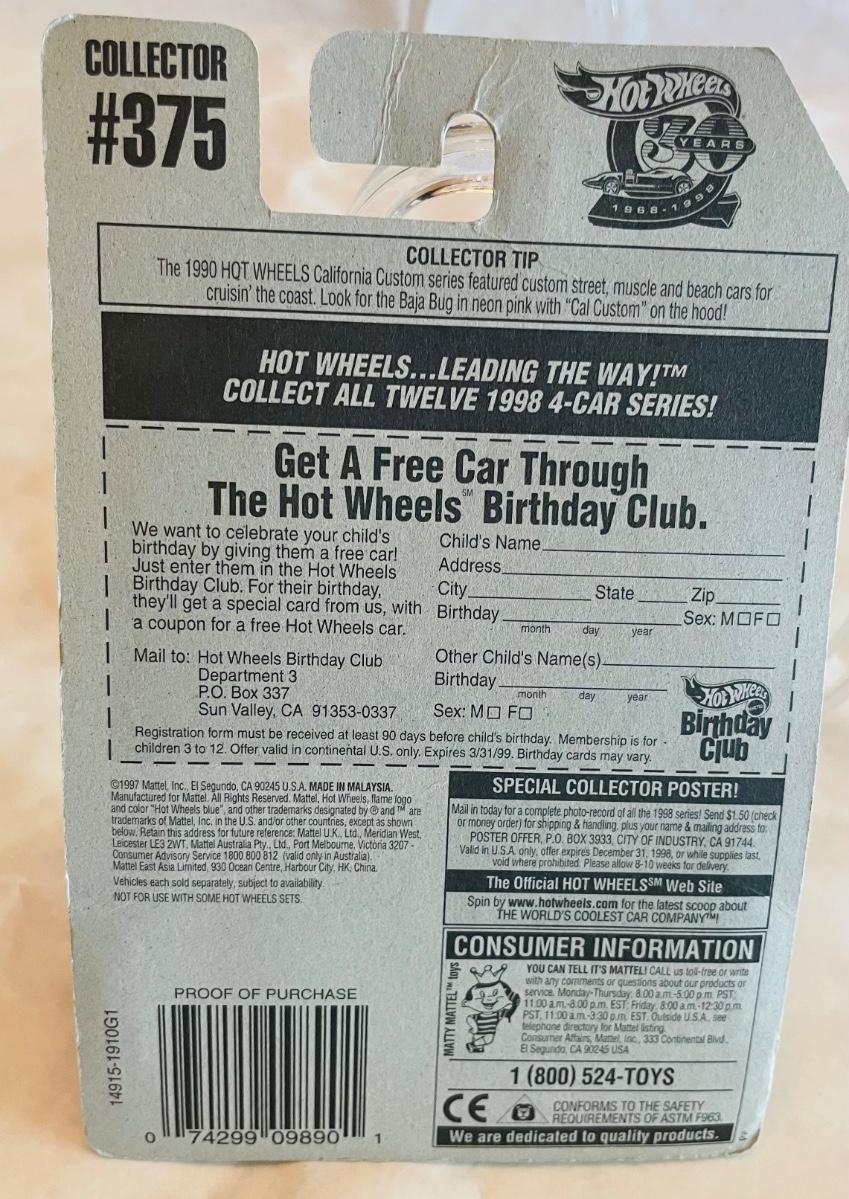 COLLECTOR
#375
HOT WHEELS
30
YEARS
1968-1998
COLLECTOR TIP
The 1990 HOT WHEELS California Custom series featured custom street, muscle and beach cars for
cruisin' the coast. Look for the Baja Bug in neon pink with "Cal Custom" on the hood!
HOT WHEELS...LEADING THE WAY!™
COLLECT ALL TWELVE 1998 4-CAR SERIES!
Get A Free Car Through
The Hot Wheels℠ Birthday Club.
We want to celebrate your child's
birthday by giving them a free car!
Just enter them in the Hot Wheels
Birthday Club. For their birthday,
they'll get a special card from us, with
a coupon for a free Hot Wheels car.
Mail to: Hot Wheels Birthday Club
Department 3
P.O. Box 337
Sun Valley, CA 91353-0337
Child's Name
Address
City State Zip
Birthday Sex: M☐ F☐
month day year
Other Child's Name(s)
Birthday
month day year
Sex: M☐ F☐
Hot Wheels
Birthday
Club
Registration form must be received at least 90 days before child's birthday. Membership is for
children 3 to 12. Offer valid in continental U.S. only. Expires 3/31/99. Birthday cards may vary.
©1997 Mattel, Inc., El Segundo, CA 90245 U.S.A. MADE IN MALAYSIA.
Manufactured for Mattel. All Rights Reserved. Mattel, Hot Wheels, flame logo
and color "Hot Wheels blue", and other trademarks designated by ® and ™ are
trademarks of Mattel, Inc. in the U.S. and/or other countries, except as shown
below. Retain this address for future reference: Mattel U.K., Ltd., Meridian West,
Leicester LE3 2WT. Mattel Australia Pty., Ltd., Port Melbourne, Victoria 3207 -
Consumer Advisory Service 1800 800 812 (valid only in Australia).
Mattel East Asia Limited, 930 Ocean Centre, Harbour City, HK, China.
Vehicles each sold separately, subject to availability.
NOT FOR USE WITH SOME HOT WHEELS SETS.
SPECIAL COLLECTOR POSTER!
Mail in today for a complete photo-record of all the 1998 series! Send $1.50 (check
or money order) for shipping & handling, plus your name & mailing address to:
POSTER OFFER, P.O. BOX 3933, CITY OF INDUSTRY, CA 91744.
Valid in U.S.A. only, offer expires December 31, 1998, or while supplies last,
void where prohibited. Please allow 8-10 weeks for delivery.
The Official HOT WHEELS℠ Web Site
Spin by www.hotwheels.com for the latest scoop about
THE WORLD'S COOLEST CAR COMPANY™!
CONSUMER INFORMATION
MATTY MATTEL™ toys
YOU CAN TELL IT'S MATTEL! CALL us toll-free or write
with any comments or questions about our products or
service. Monday-Thursday, 8:00 a.m.-5:00 p.m. PST;
11:00 a.m.-8:00 p.m. EST; Friday, 8:00 a.m.-12:30 p.m.
PST, 11:00 a.m.-3:30 p.m. EST. Outside U.S.A., see
telephone directory for Mattel listing.
Consumer Affairs, Mattel, Inc., 333 Continental Blvd.,
El Segundo, CA 90245 USA
1 (800) 524-TOYS
CE
CONFORMS TO THE SAFETY
REQUIREMENTS OF ASTM F963.
We are dedicated to quality products.
PROOF OF PURCHASE
14915-1910G1
0 74299 09890 1